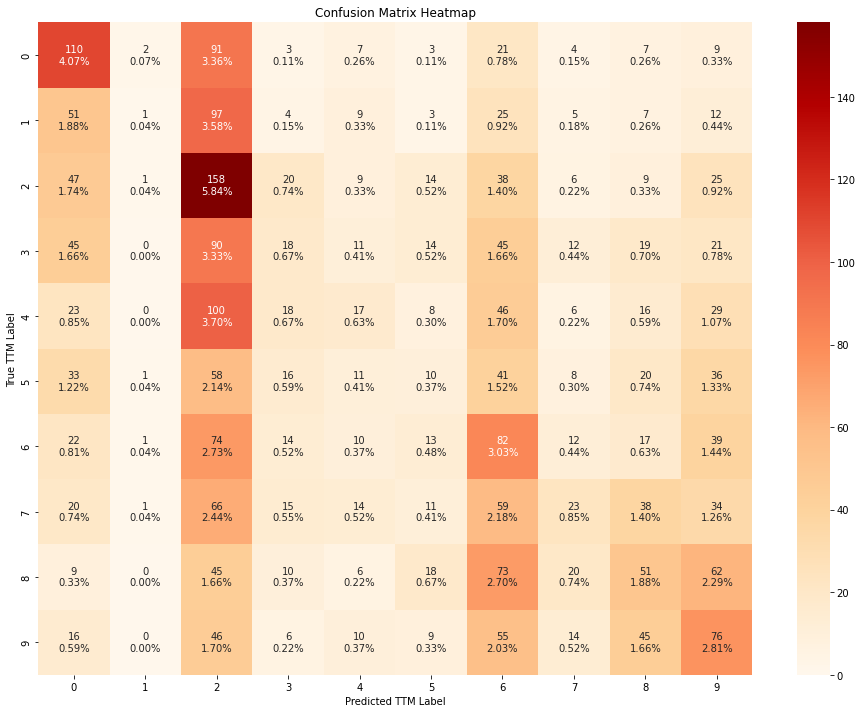 Confusion Matrix Heatmap
110 2 91 3 7 3 21 4 7 9
4.07% 0.07% 3.36% 0.11% 0.26% 0.11% 0.78% 0.15% 0.26% 0.33%
0
51 1 97 4 9 3 25 5 7 12
1.88% 0.04% 3.58% 0.15% 0.33% 0.11% 0.92% 0.18% 0.26% 0.44%
1
47 1 158 20 9 14 38 6 9 25
1.74% 0.04% 5.84% 0.74% 0.33% 0.52% 1.40% 0.22% 0.33% 0.92%
2
45 0 90 18 11 14 45 12 19 21
1.66% 0.00% 3.33% 0.67% 0.41% 0.52% 1.66% 0.44% 0.70% 0.78%
3
23 0 100 18 17 8 46 6 16 29
0.85% 0.00% 3.70% 0.67% 0.63% 0.30% 1.70% 0.22% 0.59% 1.07%
4
33 1 58 16 11 10 41 8 20 36
1.22% 0.04% 2.14% 0.59% 0.41% 0.37% 1.52% 0.30% 0.74% 1.33%
5
22 1 74 14 10 13 82 12 17 39
0.81% 0.04% 2.73% 0.52% 0.37% 0.48% 3.03% 0.44% 0.63% 1.44%
6
20 1 66 15 14 11 59 23 38 34
0.74% 0.04% 2.44% 0.55% 0.52% 0.41% 2.18% 0.85% 1.40% 1.26%
7
9 0 45 10 6 18 73 20 51 62
0.33% 0.00% 1.66% 0.37% 0.22% 0.67% 2.70% 0.74% 1.88% 2.29%
8
16 0 46 6 10 9 55 14 45 76
0.59% 0.00% 1.70% 0.22% 0.37% 0.33% 2.03% 0.52% 1.66% 2.81%
9
True TTM Label
0 1 2 3 4 5 6 7 8 9
Predicted TTM Label
140
120
100
80
60
40
20
0